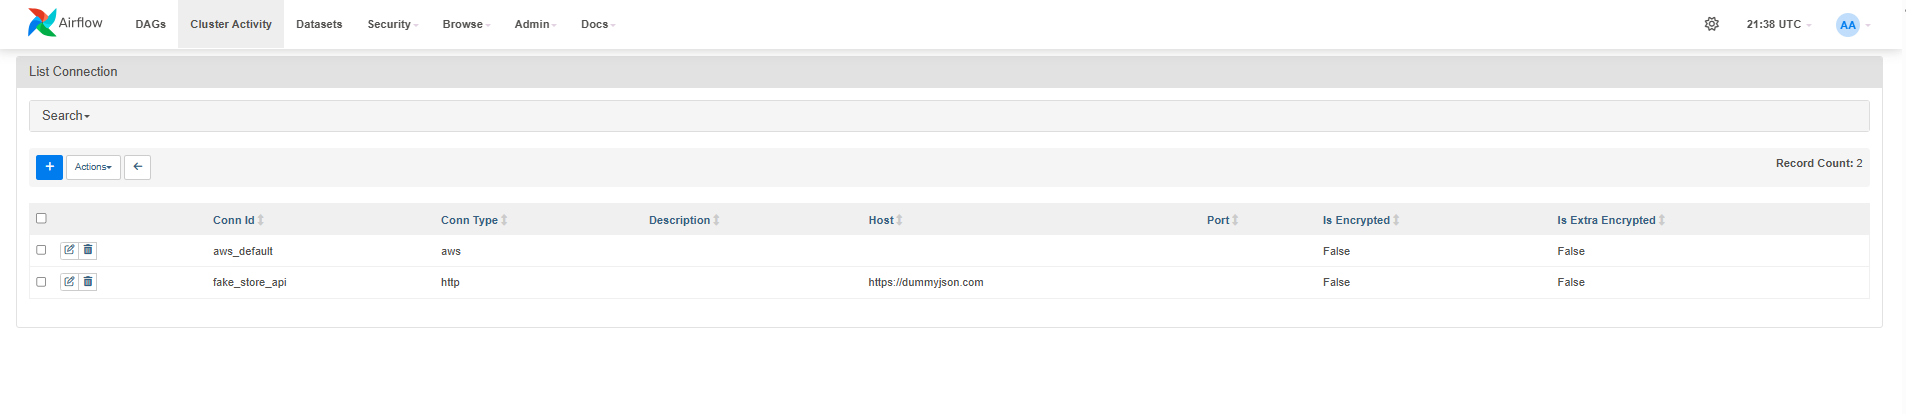 Airflow DAGs Cluster Activity Datasets Security Browse Admin Docs 21:38 UTC AA
List Connection
Search
+ Actions Record Count: 2
Conn Id Conn Type Description Host Port Is Encrypted Is Extra Encrypted
aws_default aws False False
fake_store_api http https://dummyjson.com False False